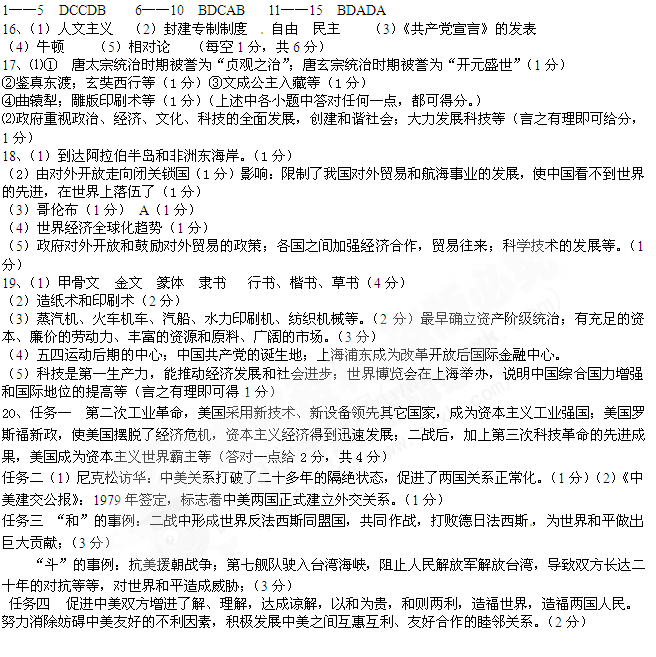 1——5 DCCDB 6——10 BDCAB 11——15 BDADA
16、（1）人文主义 （2）封建专制制度 自由 民主 （3）《共产党宣言》的发表
（4）牛顿 （5）相对论 （每空 1 分，共 6 分）
17、⑴① 唐太宗统治时期被誉为“贞观之治”；唐玄宗统治时期被誉为“开元盛世”（1 分）
②鉴真东渡；玄奘西行等（1 分）③文成公主入藏等（1 分）
④曲辕犁；雕版印刷术等（1 分）（上述中各小题中答对任何一点，都可得分。）
⑵政府重视政治、经济、文化、科技的全面发展，创建和谐社会；大力发展科技等（言之有理即可给分，
1 分）
18、（1）到达阿拉伯半岛和非洲东海岸。（1 分）
（2）由对外开放走向闭关锁国（1 分）影响：限制了我国对外贸易和航海事业的发展，使中国看不到世界
的先进，在世界上落伍了（1 分）
（3）哥伦布（1 分） A（1 分）
（4）世界经济全球化趋势（1 分）
（5）政府对外开放和鼓励对外贸易的政策；各国之间加强经济合作，贸易往来；科学技术的发展等。（1
分）
19、（1）甲骨文 金文 篆体 隶书 行书、楷书、草书（4 分）
（2）造纸术和印刷术（2 分）
（3）蒸汽机、火车机车、汽船、水力印刷机、纺织机械等。（2 分）最早确立资产阶级统治；有充足的资
本、廉价的劳动力、丰富的资源和原料、广阔的市场。（3 分）
（4）五四运动后期的中心；中国共产党的诞生地；上海浦东成为改革开放后国际金融中心。
（5）科技是第一生产力，能推动经济发展和社会进步；世界博览会在上海举办，说明中国综合国力增强
和国际地位的提高等（言之有理即可得 1 分）
20、任务一 第二次工业革命，美国采用新技术、新设备领先其它国家，成为资本主义工业强国；美国罗
斯福新政，使美国摆脱了经济危机，资本主义经济得到迅速发展；二战后，加上第三次科技革命的先进成
果，美国成为资本主义世界霸主等（答对一点给 2 分，共 4 分）
任务二（1）尼克松访华：中美关系打破了二十多年的隔绝状态，促进了两国关系正常化。（1 分）（2）《中
美建交公报》：1979 年签定，标志着中美两国正式建立外交关系。（1 分）
任务三 “和”的事例：二战中形成世界反法西斯同盟国，共同作战，打败德日法西斯，为世界和平做出
巨大贡献；（3 分）
“斗”的事例：抗美援朝战争；第七舰队驶入台湾海峡，阻止人民解放军解放台湾，导致双方长达二
十年的对抗等等，对世界和平造成威胁；（3 分）
任务四 促进中美双方增进了解、理解，达成谅解，以和为贵，和则两利，造福世界，造福两国人民。
努力消除妨碍中美友好的不利因素，积极发展中美之间互惠互利、友好合作的睦邻关系。（2 分）